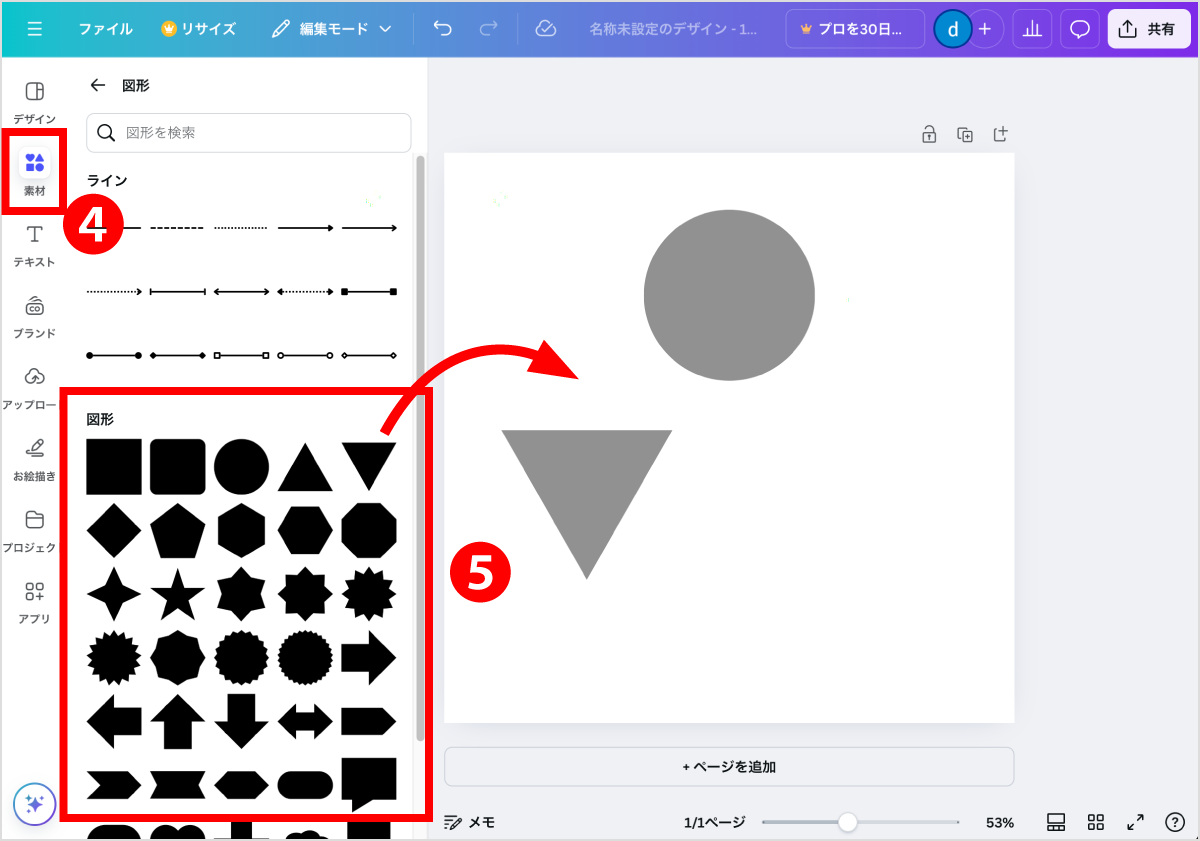 ファイル
リサイズ
編集モード
名称未設定のデザイン - 1...
プロを30日...
d
共有
デザイン
素材
テキスト
ブランド
co
アップロー
お絵描き
プロジェク
アプリ
図形
図形を検索
ライン
4
図形
5
+ ページを追加
メモ
1/1ページ
53%
?